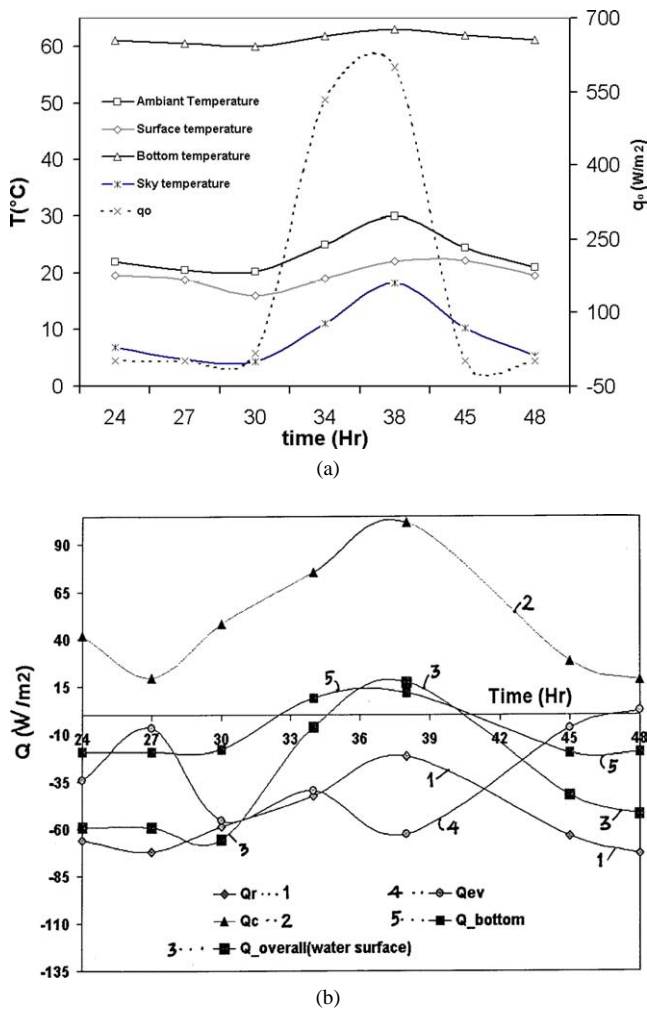 700
60
550
50
Ambiant Temperature
Surface temperature
40
400
Bottom temperature
T(°C)
qₒ (W/m2)
Sky temperature
30
qo
250
20
100
10
0
-50
24 27 30 34 38 45 48
time (Hr)
(a)
90
65
2
40
5 3
15
Time (Hr)
Q (W/m2)
-10
24 27 30 33 36 39 42 45 48
1
5
-35
4
3
-60
3
1
-85
Qr ···· 1 4 ·· Qev
Qc ·· 2 5 ·· Q_bottom
-110
3 ·· Q_overall(water surface)
-135
(b)